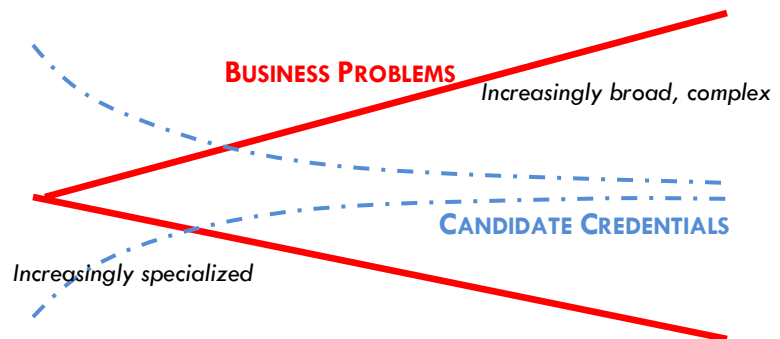 BUSINESS PROBLEMS
Increasingly broad, complex
CANDIDATE CREDENTIALS
Increasingly specialized